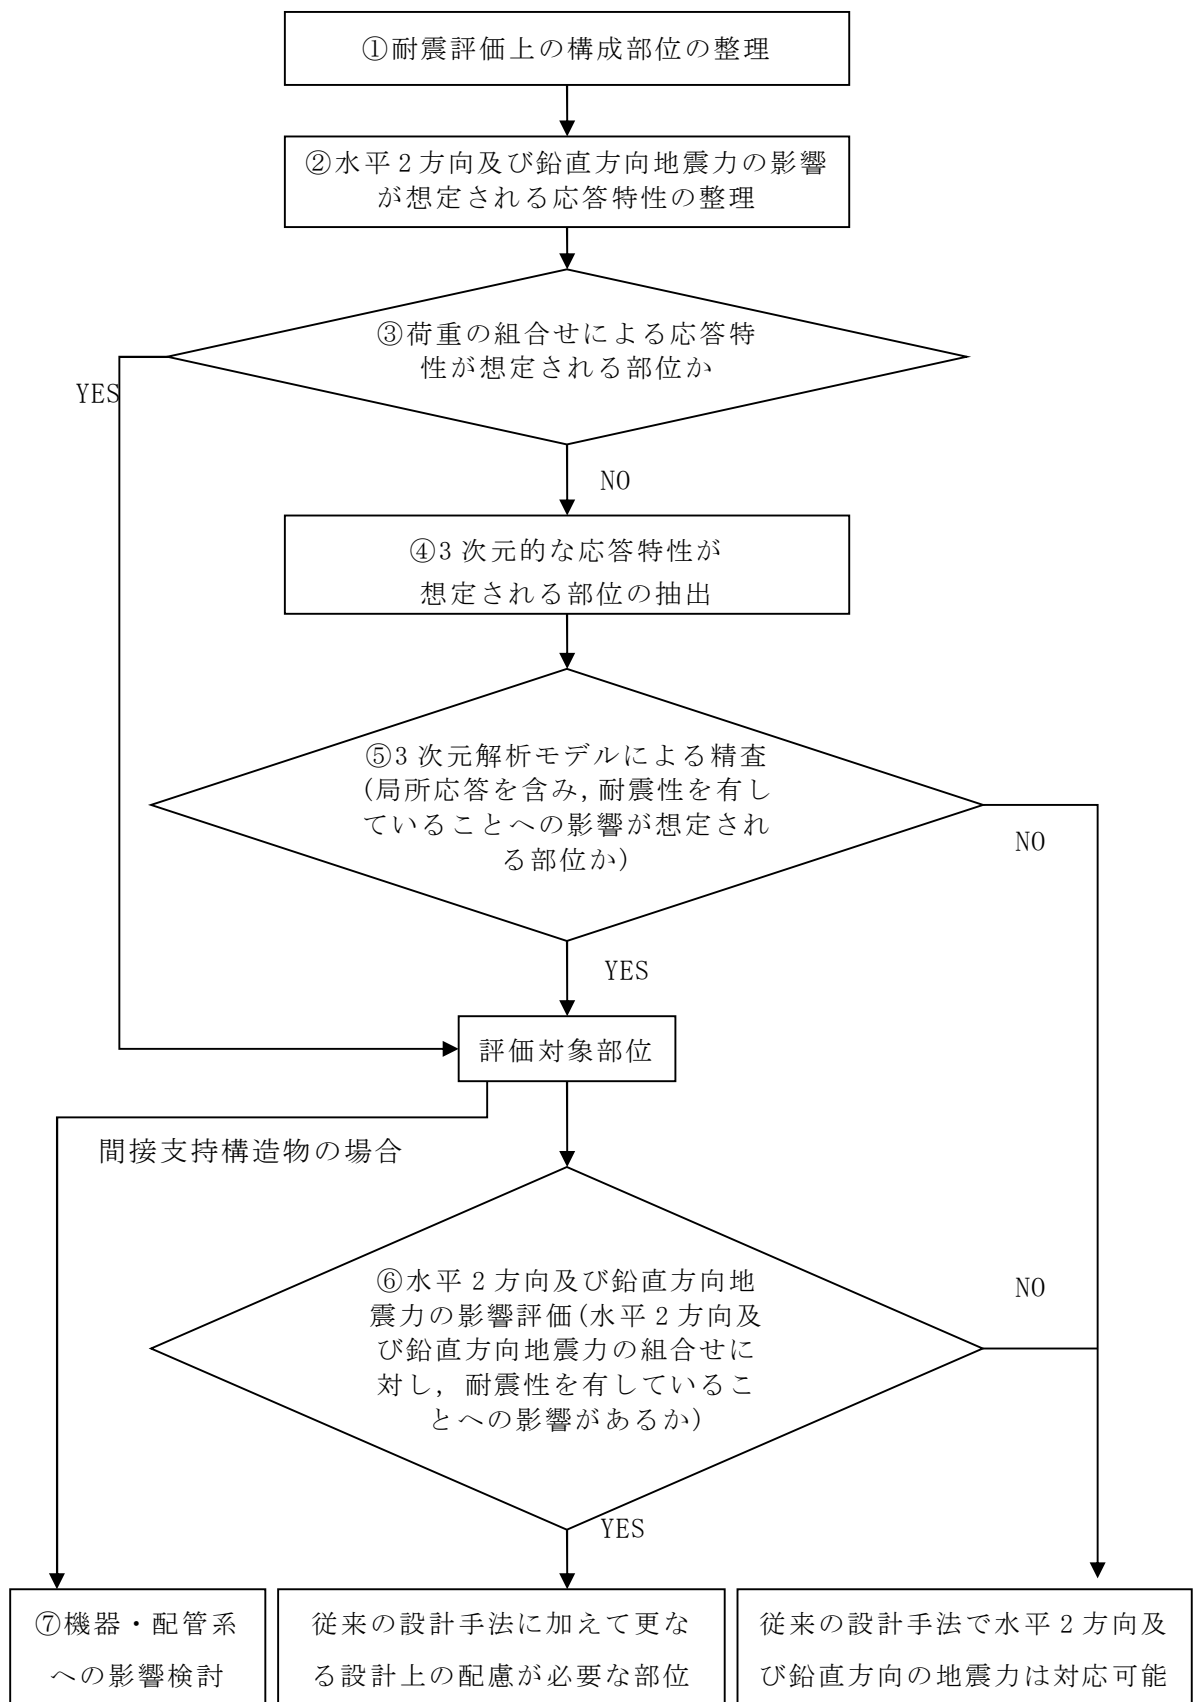 ①耐震評価上の構成部位の整理
②水平2方向及び鉛直方向地震力の影響
が想定される応答特性の整理
③荷重の組合せによる応答特
性が想定される部位か
YES
NO
④3次元的な応答特性が
想定される部位の抽出
⑤3次元解析モデルによる精査
(局所応答を含み,耐震性を有し
ていることへの影響が想定され
る部位か)
NO
YES
評価対象部位
間接支持構造物の場合
⑥水平2方向及び鉛直方向地
震力の影響評価(水平2方向及
び鉛直方向地震力の組合せに
対し,耐震性を有しているこ
とへの影響があるか)
NO
YES
⑦機器・配管系
への影響検討
従来の設計手法に加えて更な
る設計上の配慮が必要な部位
従来の設計手法で水平2方向及
び鉛直方向の地震力は対応可能